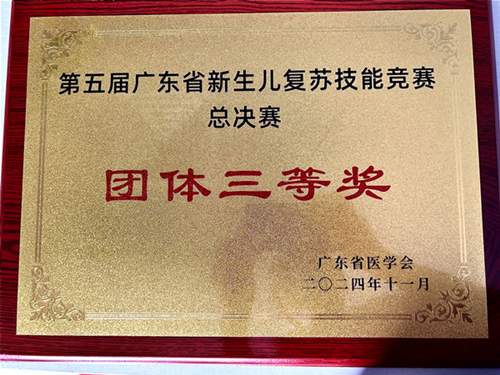 第五届广东省新生儿复苏技能竞赛
总决赛
团体三等奖
广东省医学会
二〇二四年十一月